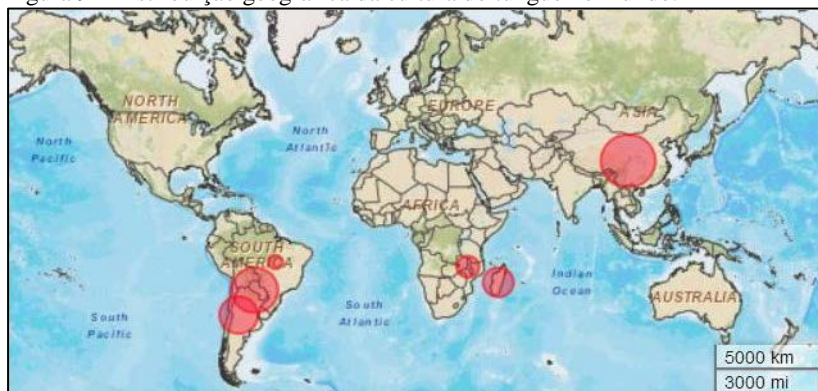 NORTH
AMERICA
EUROPE
ASIA
North
Pacific
North
Atlantic
AFRICA
SOUTH
AMERICA
Indian
Ocean
South
Pacific
South
Atlantic
AUSTRALIA
5000 km
3000 mi